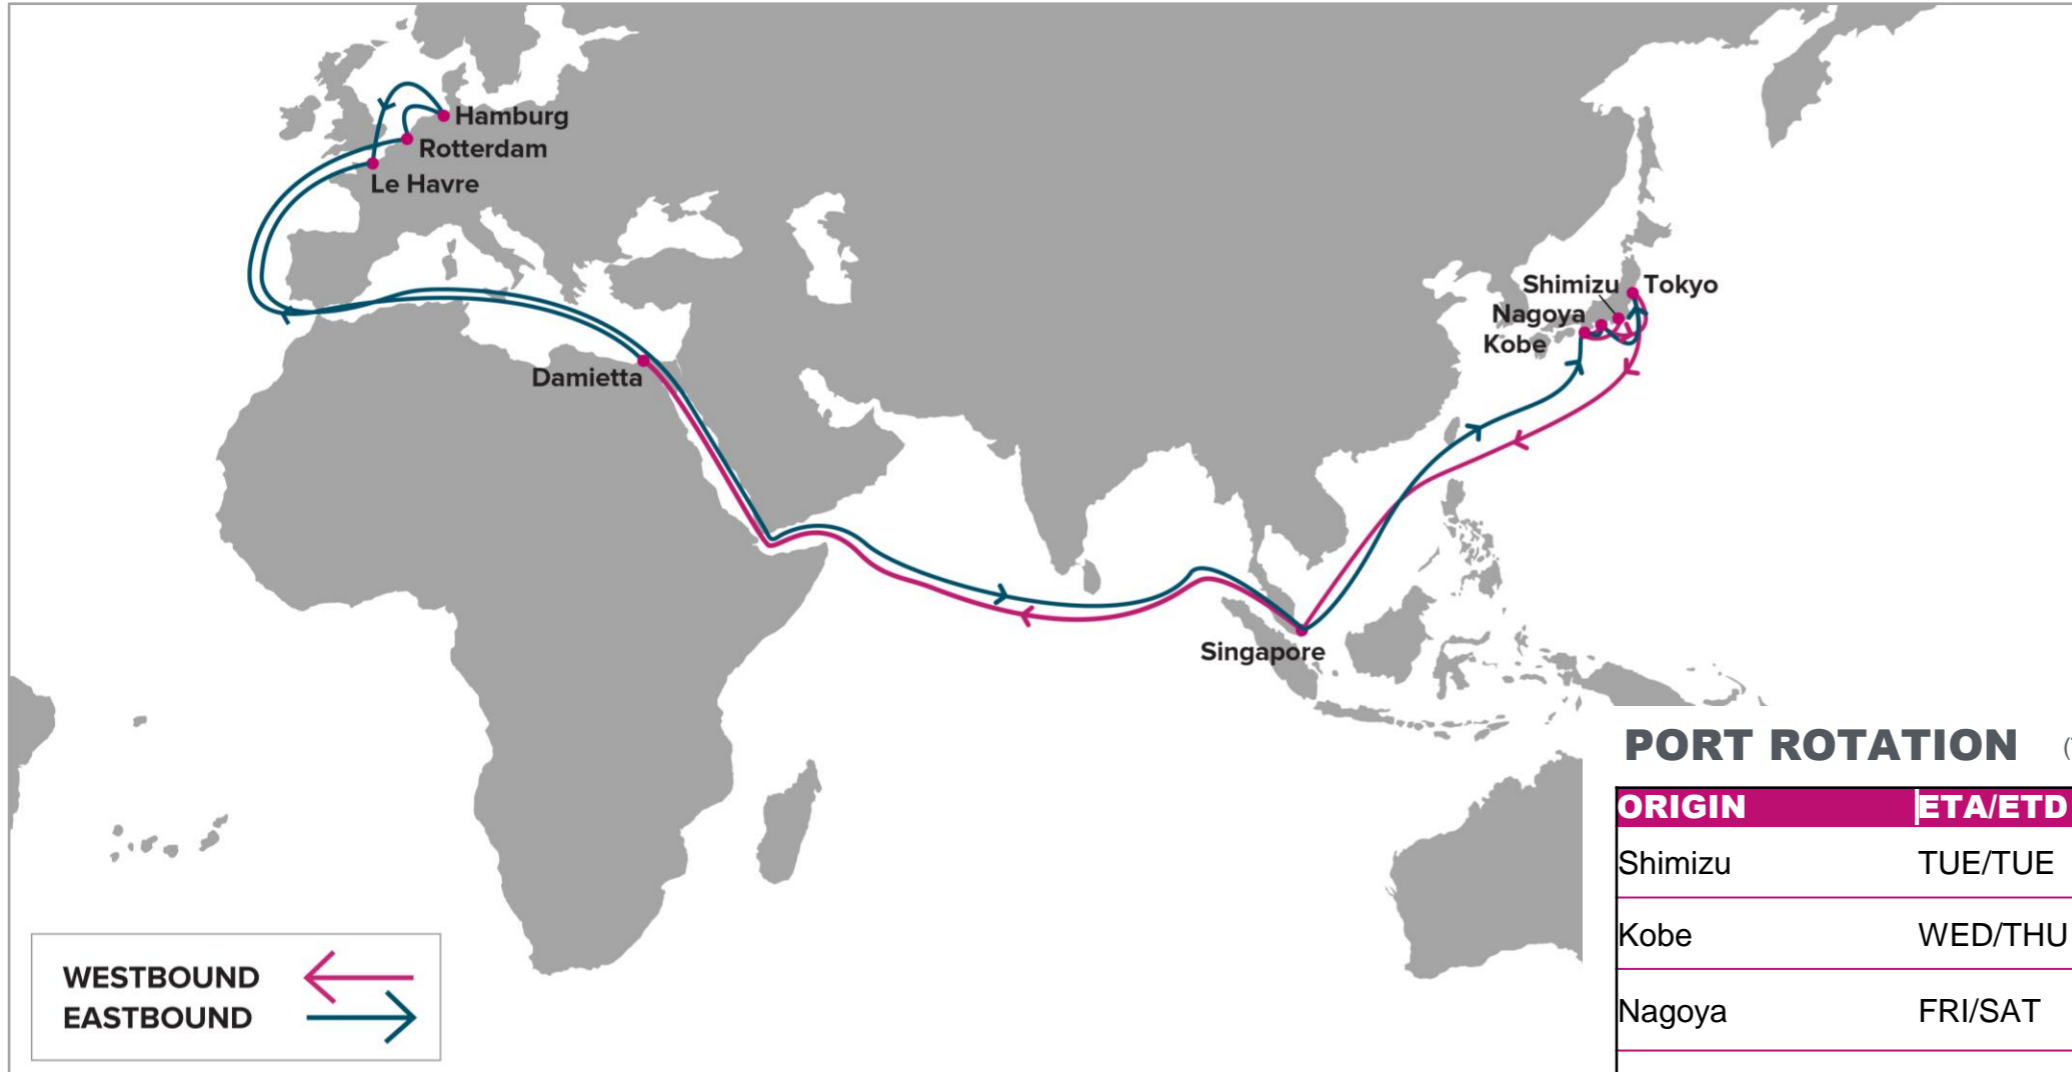 Hamburg
Rotterdam
Le Havre
Shimizu
Tokyo
Nagoya
Kobe
Damietta
Singapore
PORT ROTATION
ORIGIN ETA/ETD
Shimizu TUE/TUE
Kobe WED/THU
Nagoya FRI/SAT
WESTBOUND
EASTBOUND